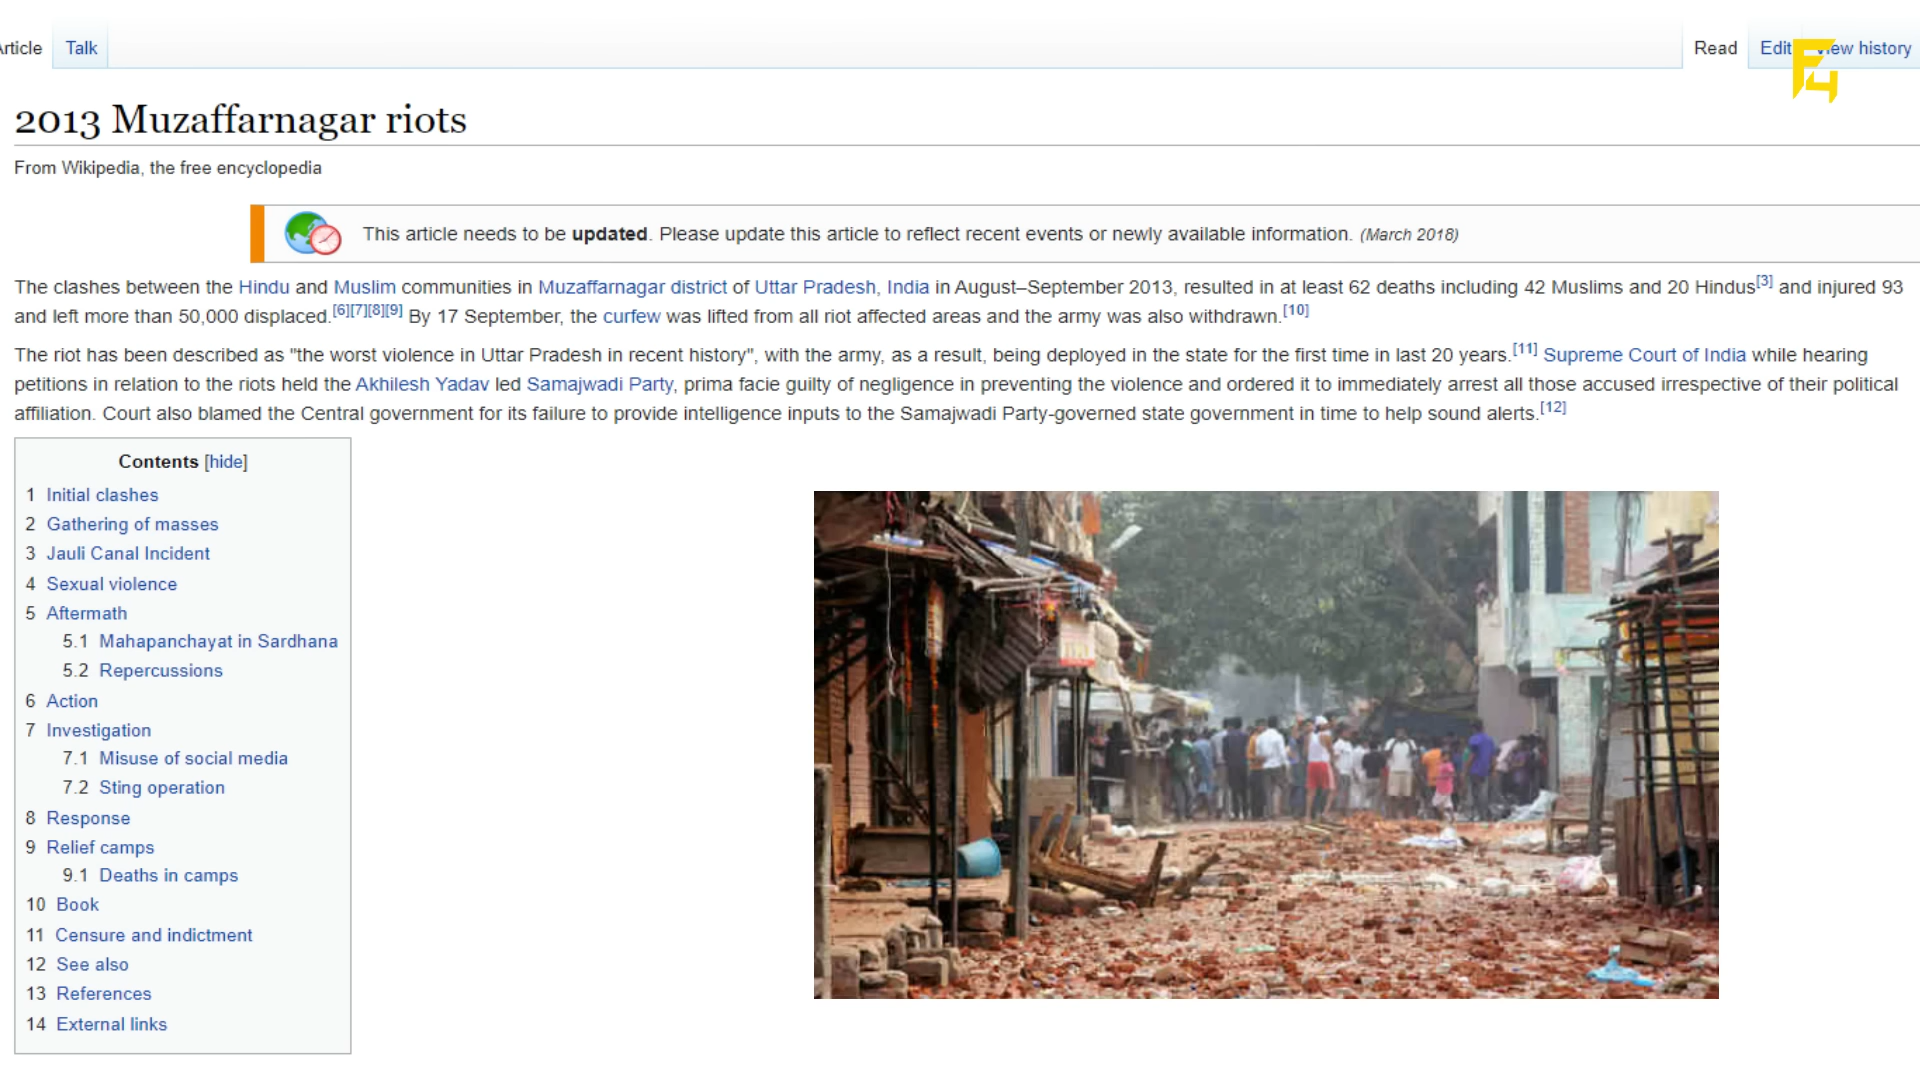 Article
Talk
Read
Edit
View history
F4
2013 Muzaffarnagar riots
From Wikipedia, the free encyclopedia
This article needs to be updated. Please update this article to reflect recent events or newly available information. (March 2018)
The clashes between the Hindu and Muslim communities in Muzaffarnagar district of Uttar Pradesh, India in August–September 2013, resulted in at least 62 deaths including 42 Muslims and 20 Hindus[3] and injured 93
and left more than 50,000 displaced.[6][7][8][9] By 17 September, the curfew was lifted from all riot affected areas and the army was also withdrawn.[10]
The riot has been described as "the worst violence in Uttar Pradesh in recent history", with the army, as a result, being deployed in the state for the first time in last 20 years.[11] Supreme Court of India while hearing
petitions in relation to the riots held the Akhilesh Yadav led Samajwadi Party, prima facie guilty of negligence in preventing the violence and ordered it to immediately arrest all those accused irrespective of their political
affiliation. Court also blamed the Central government for its failure to provide intelligence inputs to the Samajwadi Party-governed state government in time to help sound alerts.[12]
Contents [hide]
1 Initial clashes
2 Gathering of masses
3 Jauli Canal Incident
4 Sexual violence
5 Aftermath
5.1 Mahapanchayat in Sardhana
5.2 Repercussions
6 Action
7 Investigation
7.1 Misuse of social media
7.2 Sting operation
8 Response
9 Relief camps
9.1 Deaths in camps
10 Book
11 Censure and indictment
12 See also
13 References
14 External links